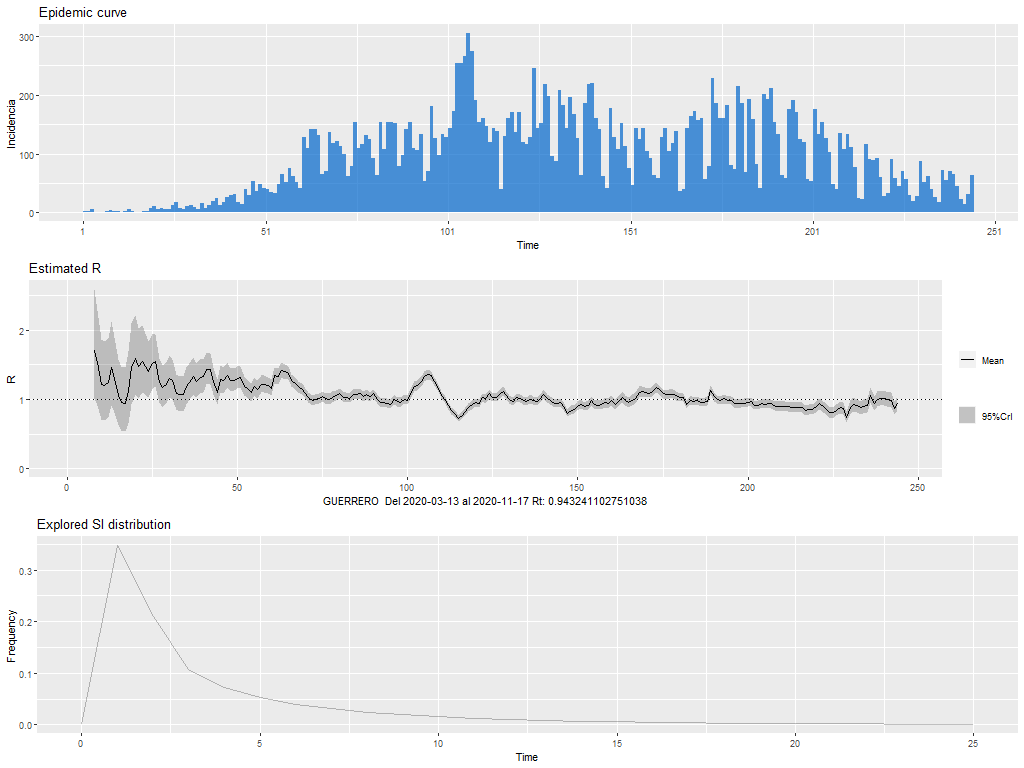 Epidemic curve
300
200
100
0
Incidencia
1
51
101
151
201
251
Time
Estimated R
2
1
0
R
0
50
100
150
200
250
Mean
95%CrI
GUERRERO Del 2020-03-13 al 2020-11-17 Rt: 0.943241102751038
Explored SI distribution
0.3
0.2
0.1
0.0
Frequency
0
5
10
15
20
25
Time